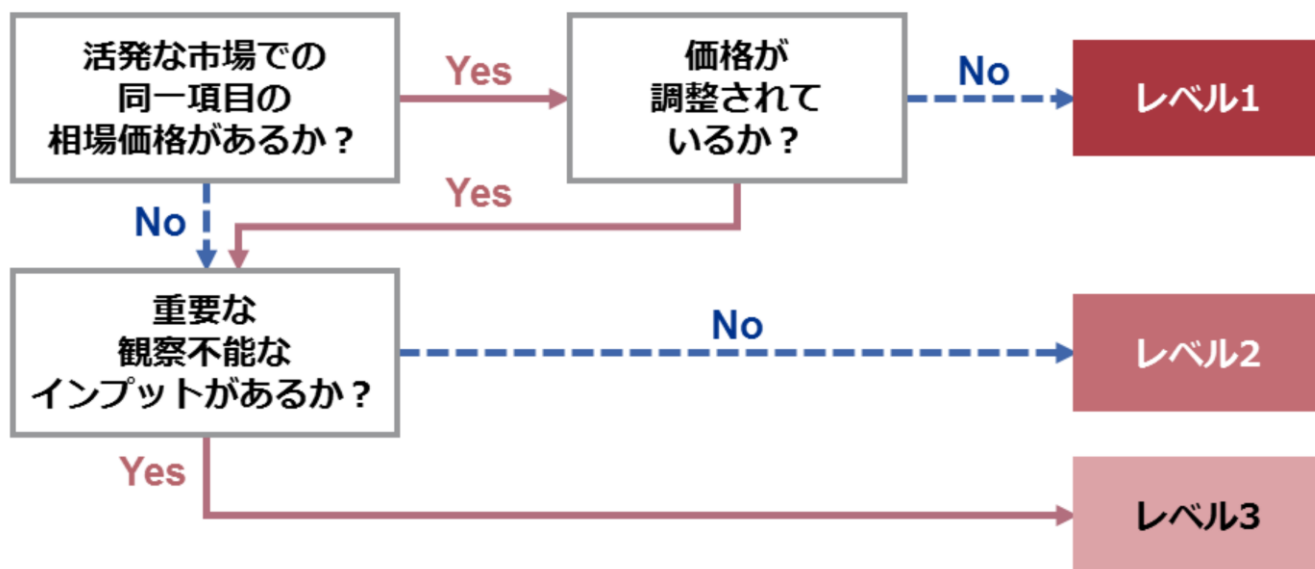 活発な市場での
同一項目の
相場価格があるか？
Yes
価格が
調整されて
いるか？
No
レベル1
Yes
No
重要な
観察不能な
インプットがあるか？
No
レベル2
Yes
レベル3